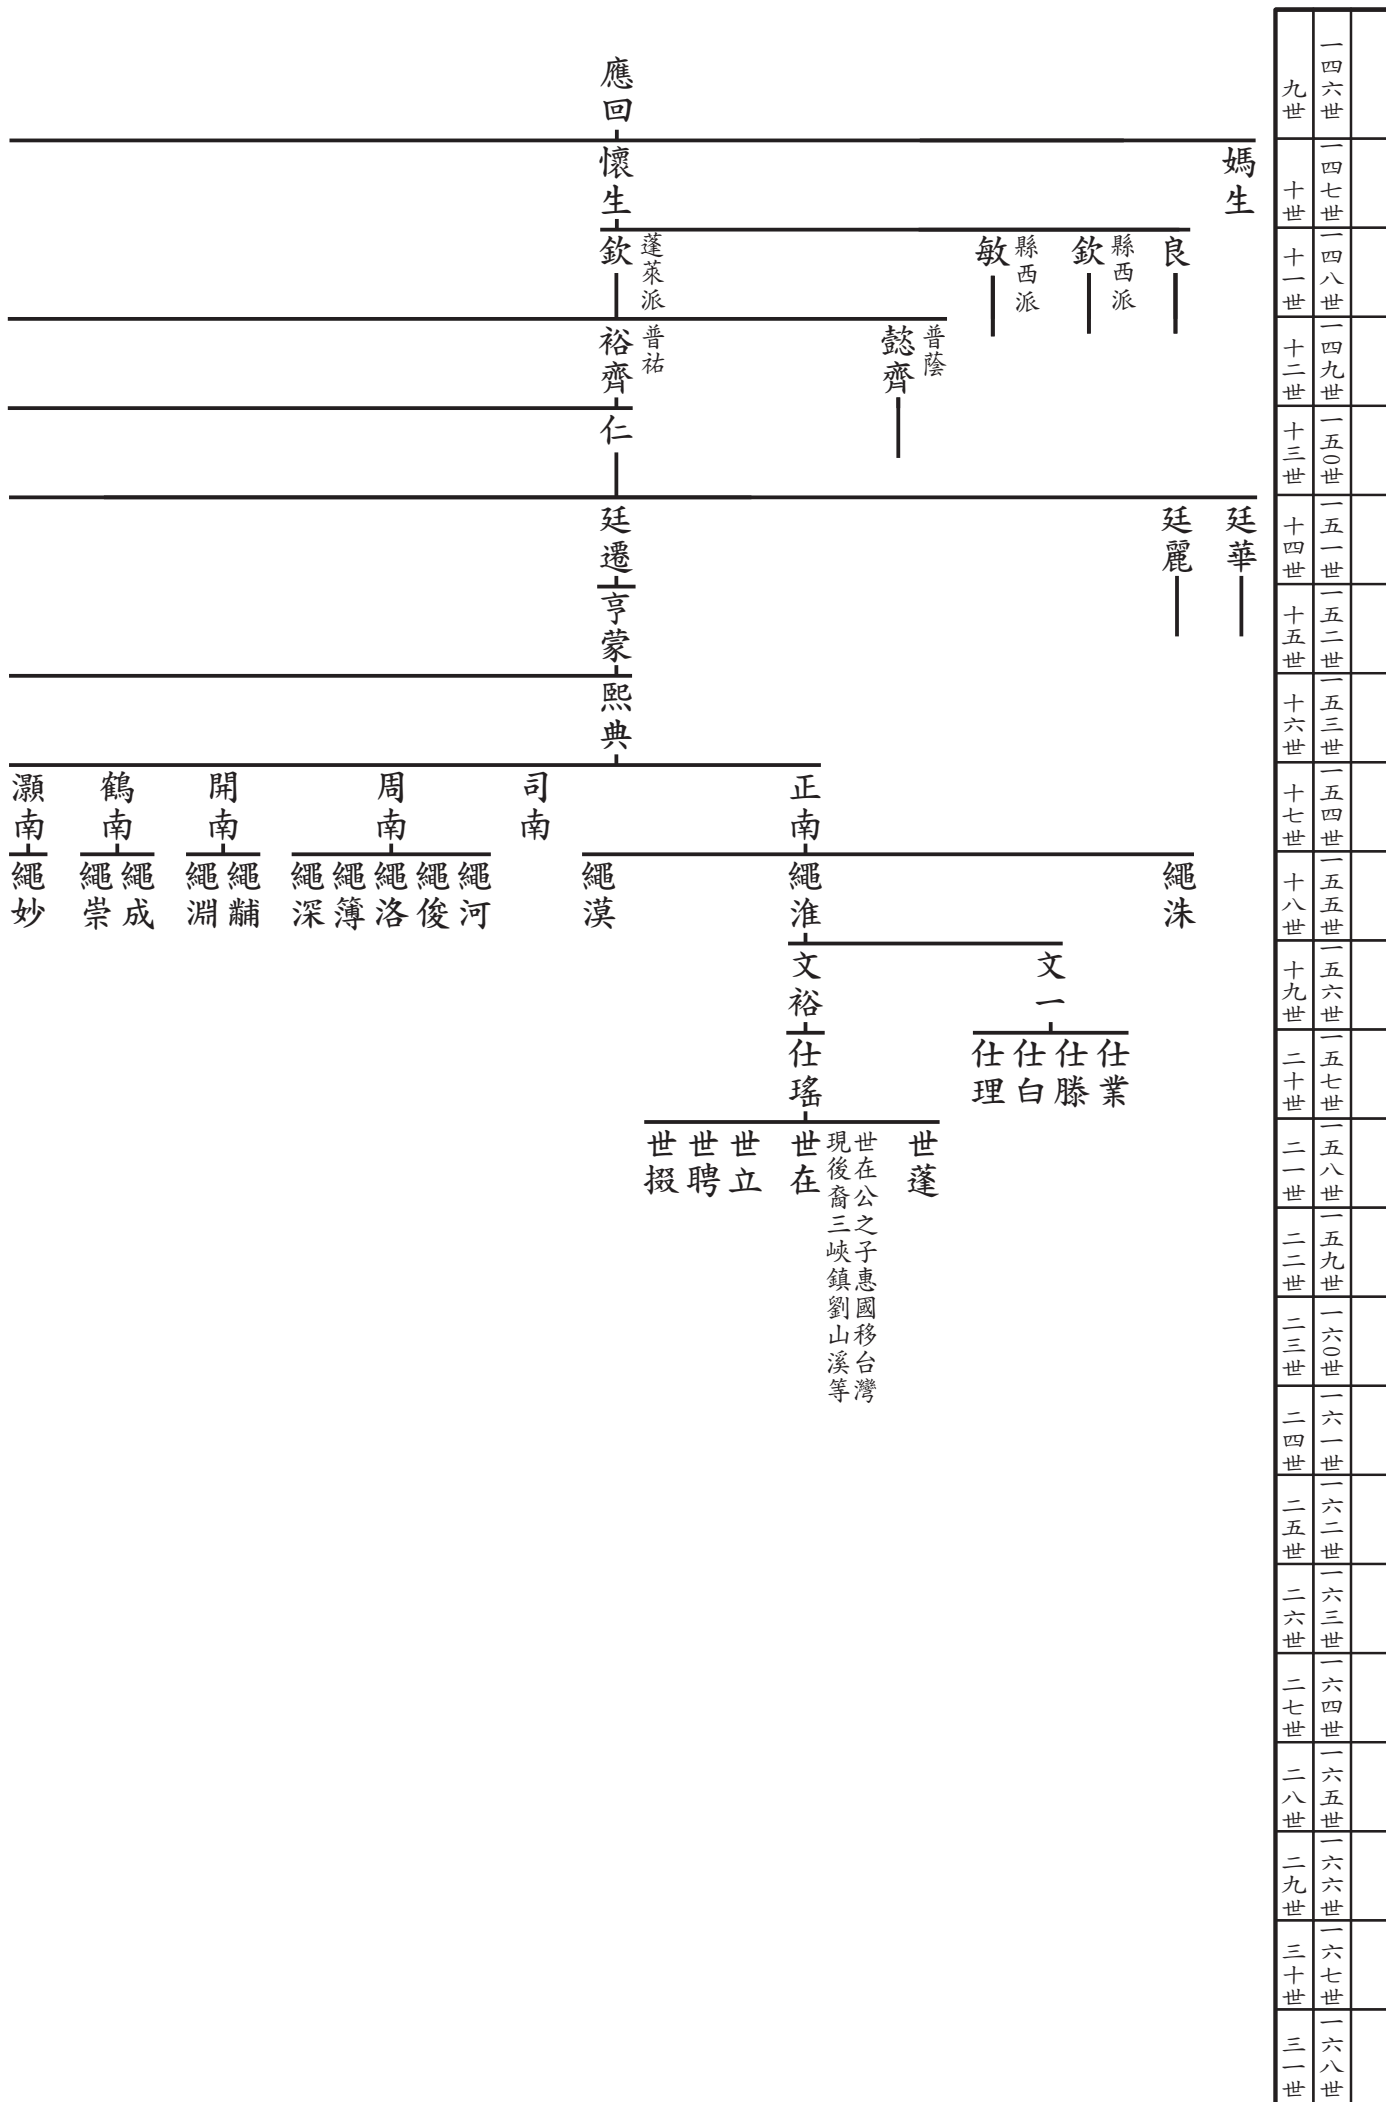 一四六世
九世
一四七世
十世
一四八世
十一世
一四九世
十二世
一五0世
十三世
一五一世
十四世
一五二世
十五世
一五三世
十六世
一五四世
十七世
一五五世
十八世
一五六世
十九世
一五七世
二十世
一五八世
二一世
一五九世
二二世
一六0世
二三世
一六一世
二四世
一六二世
二五世
一六三世
二六世
一六四世
二七世
一六五世
二八世
一六六世
二九世
一六七世
三十世
一六八世
三一世
應回
媽生
懷生
良
縣西派
欽
縣西派
敏
蓬萊派
欽
普蔭
懿齊
普祐
裕齊
仁
廷華
廷麗
廷遷
亨蒙
熙典
正南
司南
周南
開南
鶴南
灝南
繩洙
繩淮
繩漠
繩河
繩俊
繩洛
繩簿
繩深
繩黼
繩淵
繩成
繩崇
繩妙
文一
文裕
仕業
仕滕
仕白
仕理
仕瑤
世蓬
世在公之子惠國移台灣
現後裔三峽鎮劉山溪等
世在
世立
世聘
世掇